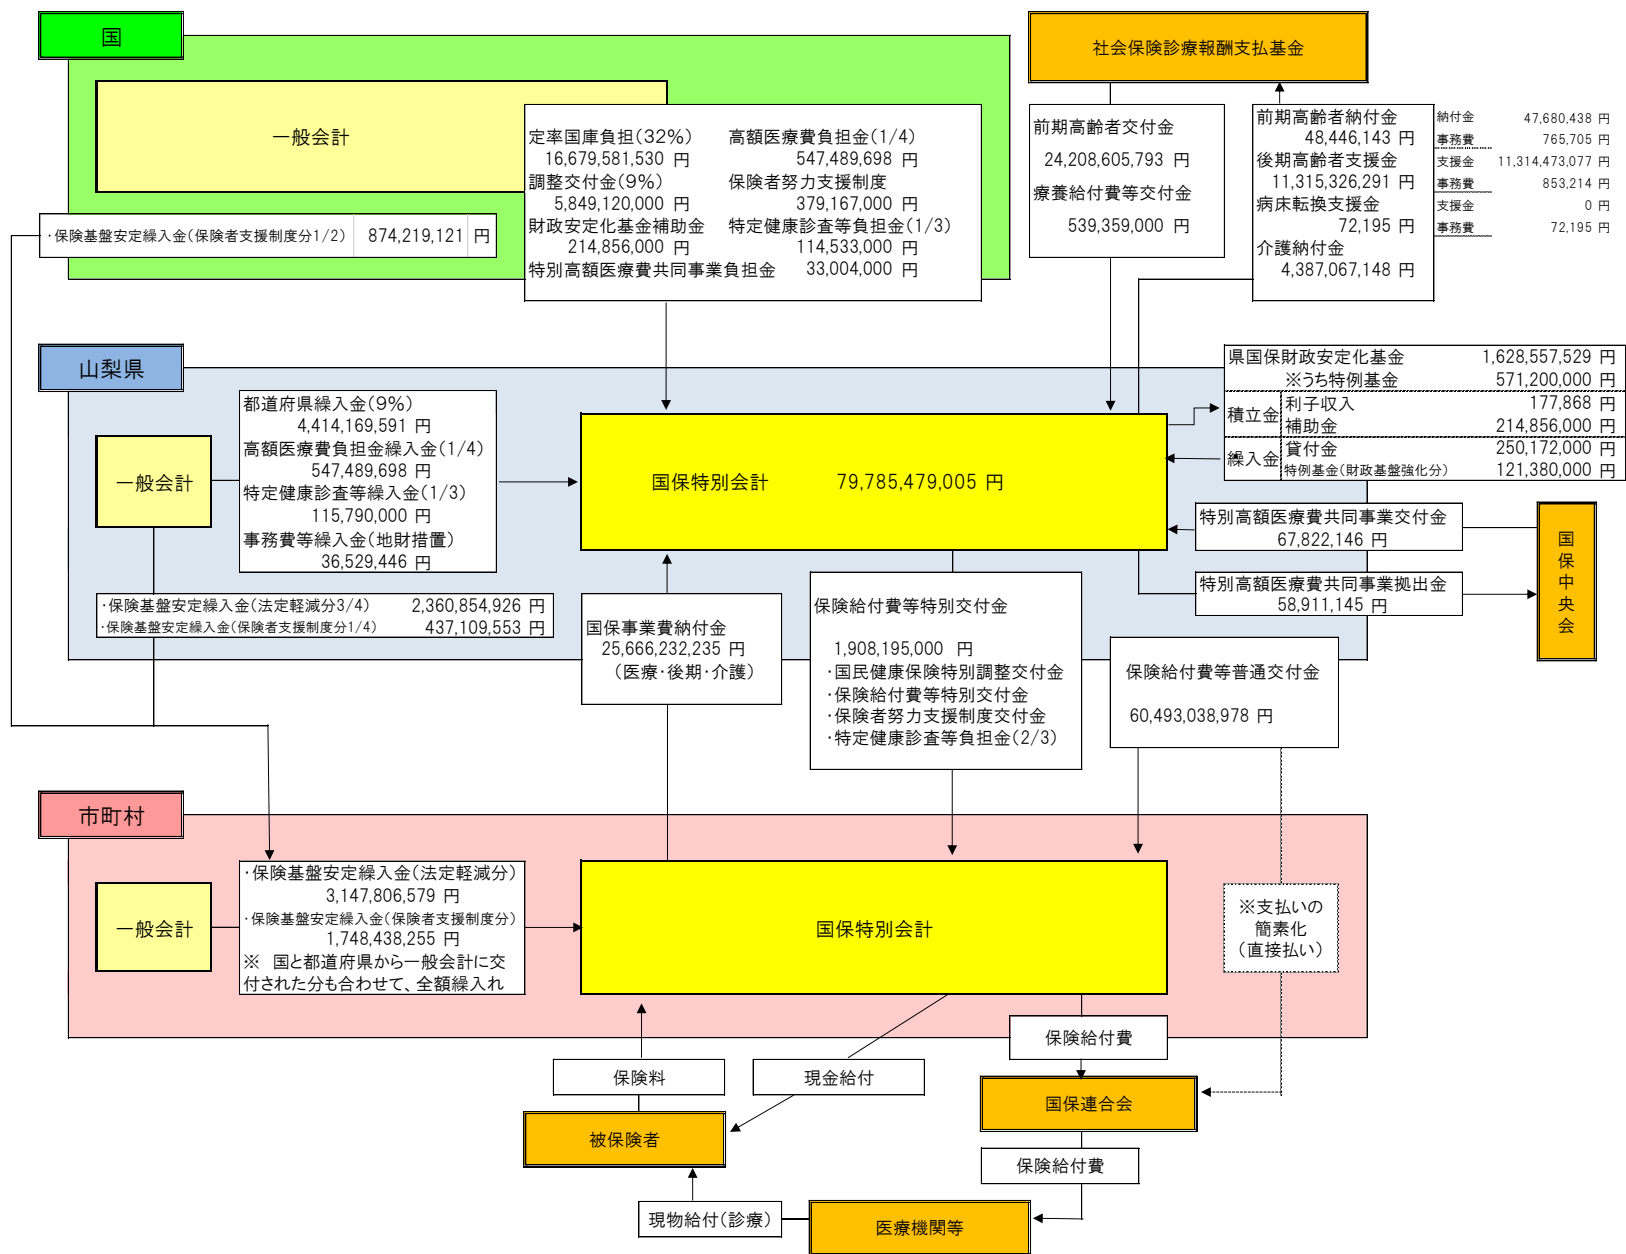 国
一般会計
・保険基盤安定繰入金(保険者支援制度分1/2) 874,219,121 円
定率国庫負担(32%) 高額医療費負担金(1/4)
16,679,581,530 円 547,489,698 円
調整交付金(9%) 保険者努力支援制度
5,849,120,000 円 379,167,000 円
財政安定化基金補助金 特定健康診査等負担金(1/3)
214,856,000 円 114,533,000 円
特別高額医療費共同事業負担金 33,004,000 円
社会保険診療報酬支払基金
前期高齢者交付金
24,208,605,793 円
療養給付費等交付金
539,359,000 円
前期高齢者納付金
48,446,143 円
後期高齢者支援金
11,315,326,291 円
病床転換支援金
72,195 円
介護納付金
4,387,067,148 円
納付金 47,680,438 円
事務費 765,705 円
支援金 11,314,473,077 円
事務費 853,214 円
支援金 0 円
事務費 72,195 円
山梨県
一般会計
都道府県繰入金(9%)
4,414,169,591 円
高額医療費負担金繰入金(1/4)
547,489,698 円
特定健康診査等繰入金(1/3)
115,790,000 円
事務費等繰入金(地財措置)
36,529,446 円
・保険基盤安定繰入金(法定軽減分3/4) 2,360,854,926 円
・保険基盤安定繰入金(保険者支援制度分1/4) 437,109,553 円
国保特別会計 79,785,479,005 円
県国保財政安定化基金 1,628,557,529 円
※うち特例基金 571,200,000 円
積立金 利子収入 177,868 円
補助金 214,856,000 円
繰入金 貸付金 250,172,000 円
特例基金(財政基盤強化分) 121,380,000 円
特別高額医療費共同事業交付金
67,822,146 円
特別高額医療費共同事業拠出金
58,911,145 円
国保中央会
国保事業費納付金
25,666,232,235 円
(医療・後期・介護)
保険給付費等特別交付金
1,908,195,000 円
・国民健康保険特別調整交付金
・保険給付費等特別交付金
・保険者努力支援制度交付金
・特定健康診査等負担金(2/3)
保険給付費等普通交付金
60,493,038,978 円
市町村
一般会計
・保険基盤安定繰入金(法定軽減分)
3,147,806,579 円
・保険基盤安定繰入金(保険者支援制度分)
1,748,438,255 円
※ 国と都道府県から一般会計に交
付された分も合わせて、全額繰入れ
国保特別会計
※支払いの
簡素化
(直接払い)
保険給付費
保険料
現金給付
国保連合会
被保険者
保険給付費
現物給付(診療)
医療機関等